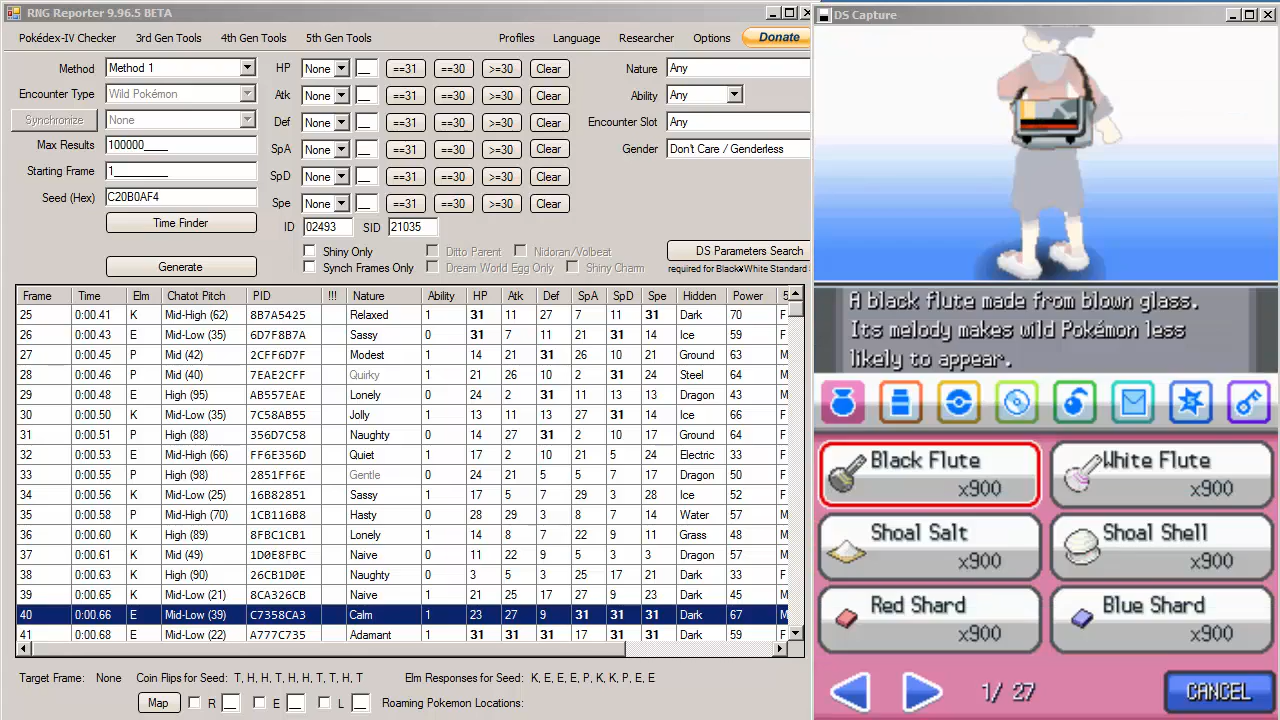 RNG Reporter 9.96.5 BETA
PokéDex-IV Check 3rd Gen Tools 4th Gen Tools 5th Gen Tools Profiles Language Researcher Options Donate
Method Method 1 HP None __ ==31 ==30 >=30 Clear Nature Any
Encounter Type Wild Pokémon Atk None __ ==31 ==30 >=30 Clear Ability Any
Synchronize None Def None __ ==31 ==30 >=30 Clear Encounter Slot Any
Max Results 100000____ SpA None __ ==31 ==30 >=30 Clear Gender Don't Care / Genderless
Starting Frame 1_________ SpD None __ ==31 ==30 >=30 Clear
Seed (Hex) C20B0AF4 Spe None __ ==31 ==30 >=30 Clear
Time Finder ID 02493 SID 21035
Shiny Only Ditto Parent Nidoran/Volbeat DS Parameters Search
Generate Synch Frames Only Dream World Egg Only Shiny Charm required for Black White Standard
Frame Time Elm Chatot Pitch PID !!! Nature Ability HP Atk Def SpA SpD Spe Hidden Power
25 0:00.41 K Mid-High (62) 8B7A5425 Relaxed 1 31 11 27 7 11 31 Dark 70 F
26 0:00.43 E Mid-Low (35) 6D7F8B7A Sassy 1 31 7 11 21 31 14 Ice 59 F
27 0:00.45 P Mid (42) 2CFF6D7F Modest 1 14 21 31 26 10 21 Ground 63 M
28 0:00.46 P Mid (40) 7EAE2CFF Quirky 1 21 26 10 2 31 24 Steel 64 M
29 0:00.48 E High (95) AB557EAE Lonely 0 24 2 31 11 13 13 Dragon 43 M
30 0:00.50 K Mid-Low (35) 7C58AB55 Jolly 1 13 11 13 27 31 14 Ice 66 M
31 0:00.51 P High (88) 356D7C58 Naughty 0 14 27 31 2 10 17 Ground 64 M
32 0:00.53 E Mid-High (66) FF6E356D Quiet 1 17 2 10 21 5 24 Electric 33 M
33 0:00.55 P High (98) 2851FF6E Gentle 0 24 21 5 5 7 17 Dragon 50 M
34 0:00.56 K Mid-Low (25) 16B82851 Sassy 1 17 5 7 29 3 28 Ice 52 M
35 0:00.58 P Mid-High (70) 1CB116B8 Hasty 0 28 29 3 8 7 14 Water 57 M
36 0:00.60 K High (89) 8FBC1CB1 Lonely 1 14 8 7 22 9 11 Grass 48 M
37 0:00.61 K Mid (49) 1D0E8FBC Naive 0 11 22 9 5 3 3 Dragon 57 M
38 0:00.63 K High (90) 26CB1D0E Naughty 0 3 5 3 25 17 21 Dark 33 F
39 0:00.65 K Mid-Low (21) 8CA326CB Naive 0 21 25 17 27 9 23 Dark 45 M
40 0:00.66 E Mid-Low (39) C7358CA3 Calm 1 23 27 9 31 31 31 Dark 67 M
41 0:00.68 E Mid-Low (22) A777C735 Adamant 1 31 31 31 17 31 31 Dragon 59 F
Target Frame: None Coin Flips for Seed: T, H, H, T, H, H, T, T, H, T Elm Responses for Seed: K, E, E, E, P, K, K, P, E, E
Map R __ E __ L __ Roaming Pokemon Locations:
DS Capture
A black flute made from blown glass.
Its melody makes wild Pokémon less
likely to appear.
Black Flute
x900
White Flute
x900
Shoal Salt
x900
Shoal Shell
x900
Red Shard
x900
Blue Shard
x900
1/ 27 CANCEL